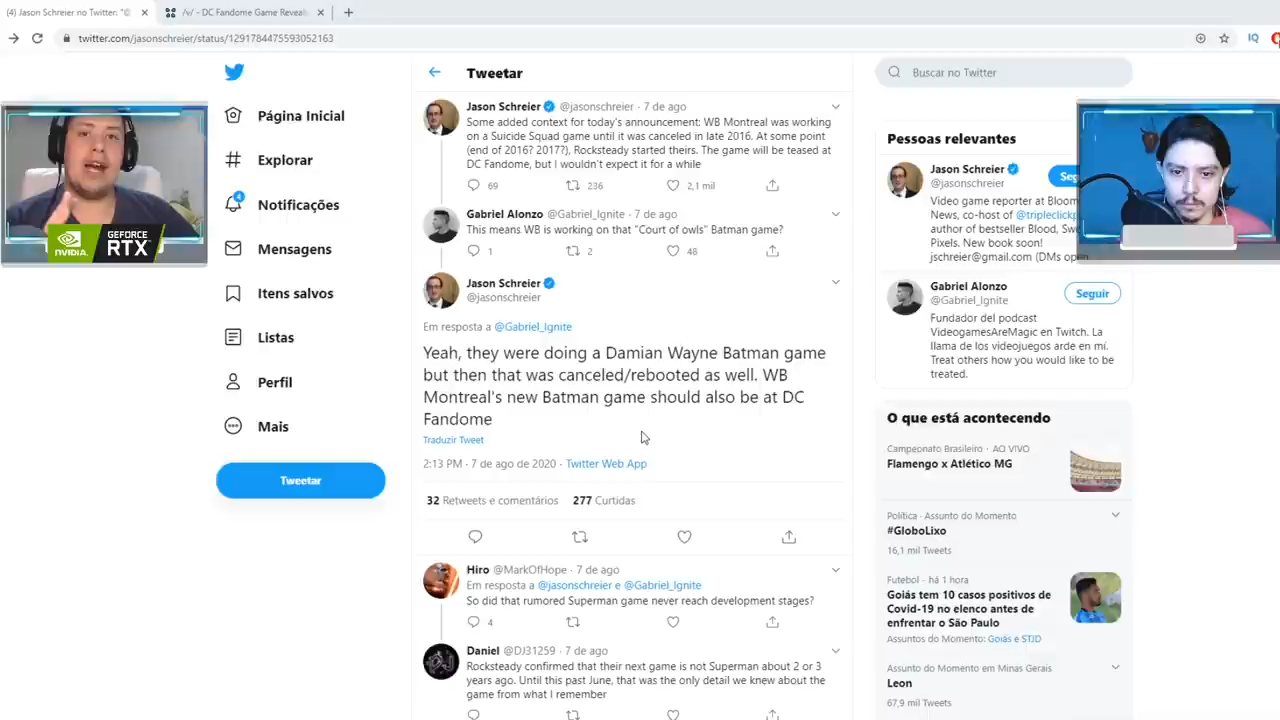 (4) Jason Schreier no Twitter: "@
/v/ - DC Fandome Game Reveals
twitter.com/jasonschreier/status/1291784475593052163
IQ
Página Inicial
Explorar
4
Notificações
Mensagens
Itens salvos
Listas
Perfil
Mais
Tweetar
NVIDIA.
GEFORCE
RTX
Tweetar
Jason Schreier @jasonschreier · 7 de ago
Some added context for today's announcement: WB Montreal was working
on a Suicide Squad game until it was canceled in late 2016. At some point
(end of 2016? 2017?), Rocksteady started theirs. The game will be teased at
DC Fandome, but I wouldn't expect it for a while
69 236 2,1 mil
Gabriel Alonzo @Gabriel_Ignite · 7 de ago
This means WB is working on that "Court of owls" Batman game?
1 2 48
Jason Schreier
@jasonschreier
Em resposta a @Gabriel_Ignite
Yeah, they were doing a Damian Wayne Batman game
but then that was canceled/rebooted as well. WB
Montreal's new Batman game should also be at DC
Fandome
Traduzir Tweet
2:13 PM · 7 de ago de 2020 · Twitter Web App
32 Retweets e comentários 277 Curtidas
Hiro @MarkOfHope · 7 de ago
Em resposta a @jasonschreier e @Gabriel_Ignite
So did that rumored Superman game never reach development stages?
4
Daniel @DJ31259 · 7 de ago
Rocksteady confirmed that their next game is not Superman about 2 or 3
years ago. Until this past June, that was the only detail we knew about the
game from what I remember
Buscar no Twitter
Pessoas relevantes
Jason Schreier
@jasonschreier
Seg
Video game reporter at Bloom
News, co-host of @tripleclickp
author of bestseller Blood, Sw
Pixels. New book soon!
jschreier@gmail.com (DMs open
Gabriel Alonzo
@Gabriel_Ignite
Seguir
Fundador del podcast
VideogamesAreMagic en Twitch. La
llama de los videojuegos arde en mí.
Treat others how you would like to be
treated.
O que está acontecendo
Campeonato Brasileiro · AO VIVO
Flamengo x Atlético MG
Política · Assunto do Momento
#GloboLixo
16,1 mil Tweets
Futebol · há 1 hora
Goiás tem 10 casos positivos de
Covid-19 no elenco antes de
enfrentar o São Paulo
Assuntos do Momento: Goiás e STJD
Assunto do Momento em Minas Gerais
Leon
67,9 mil Tweets